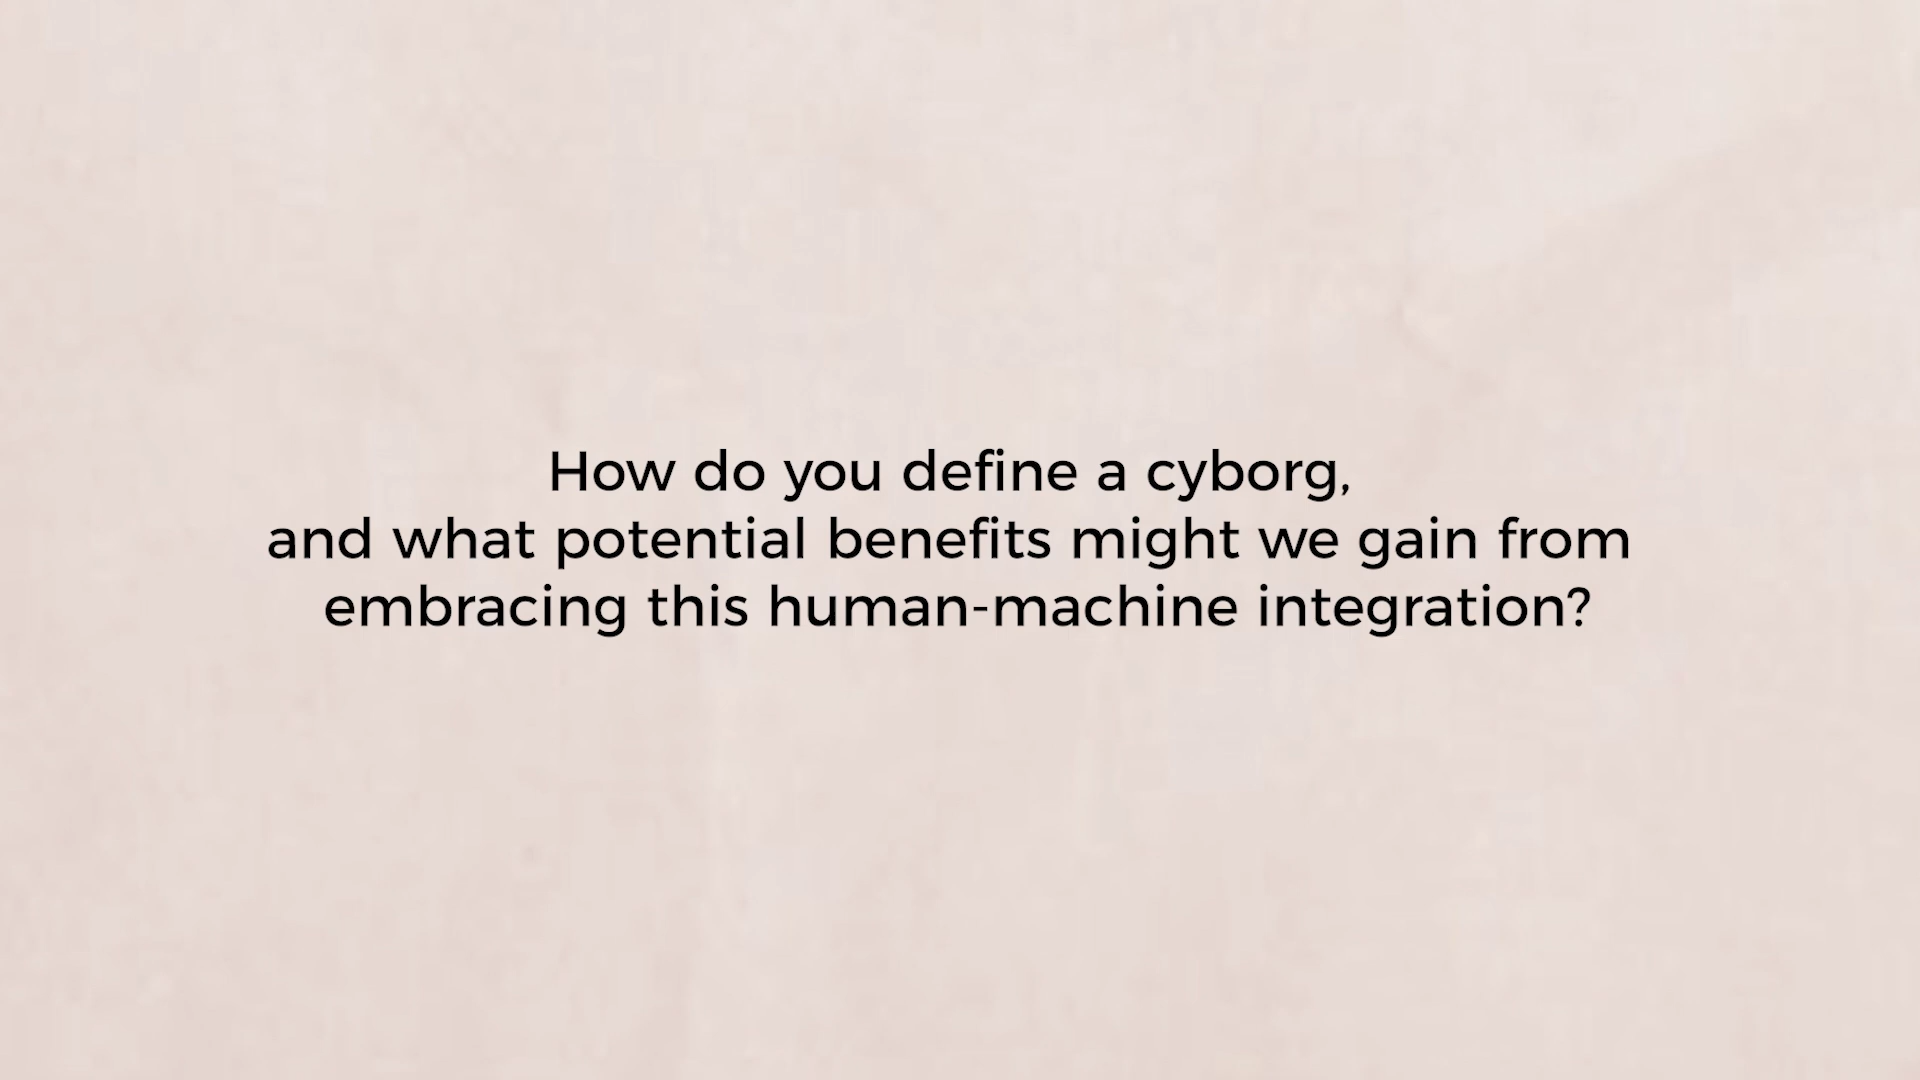 How do you define a cyborg,
and what potential benefits might we gain from
embracing this human-machine integration?